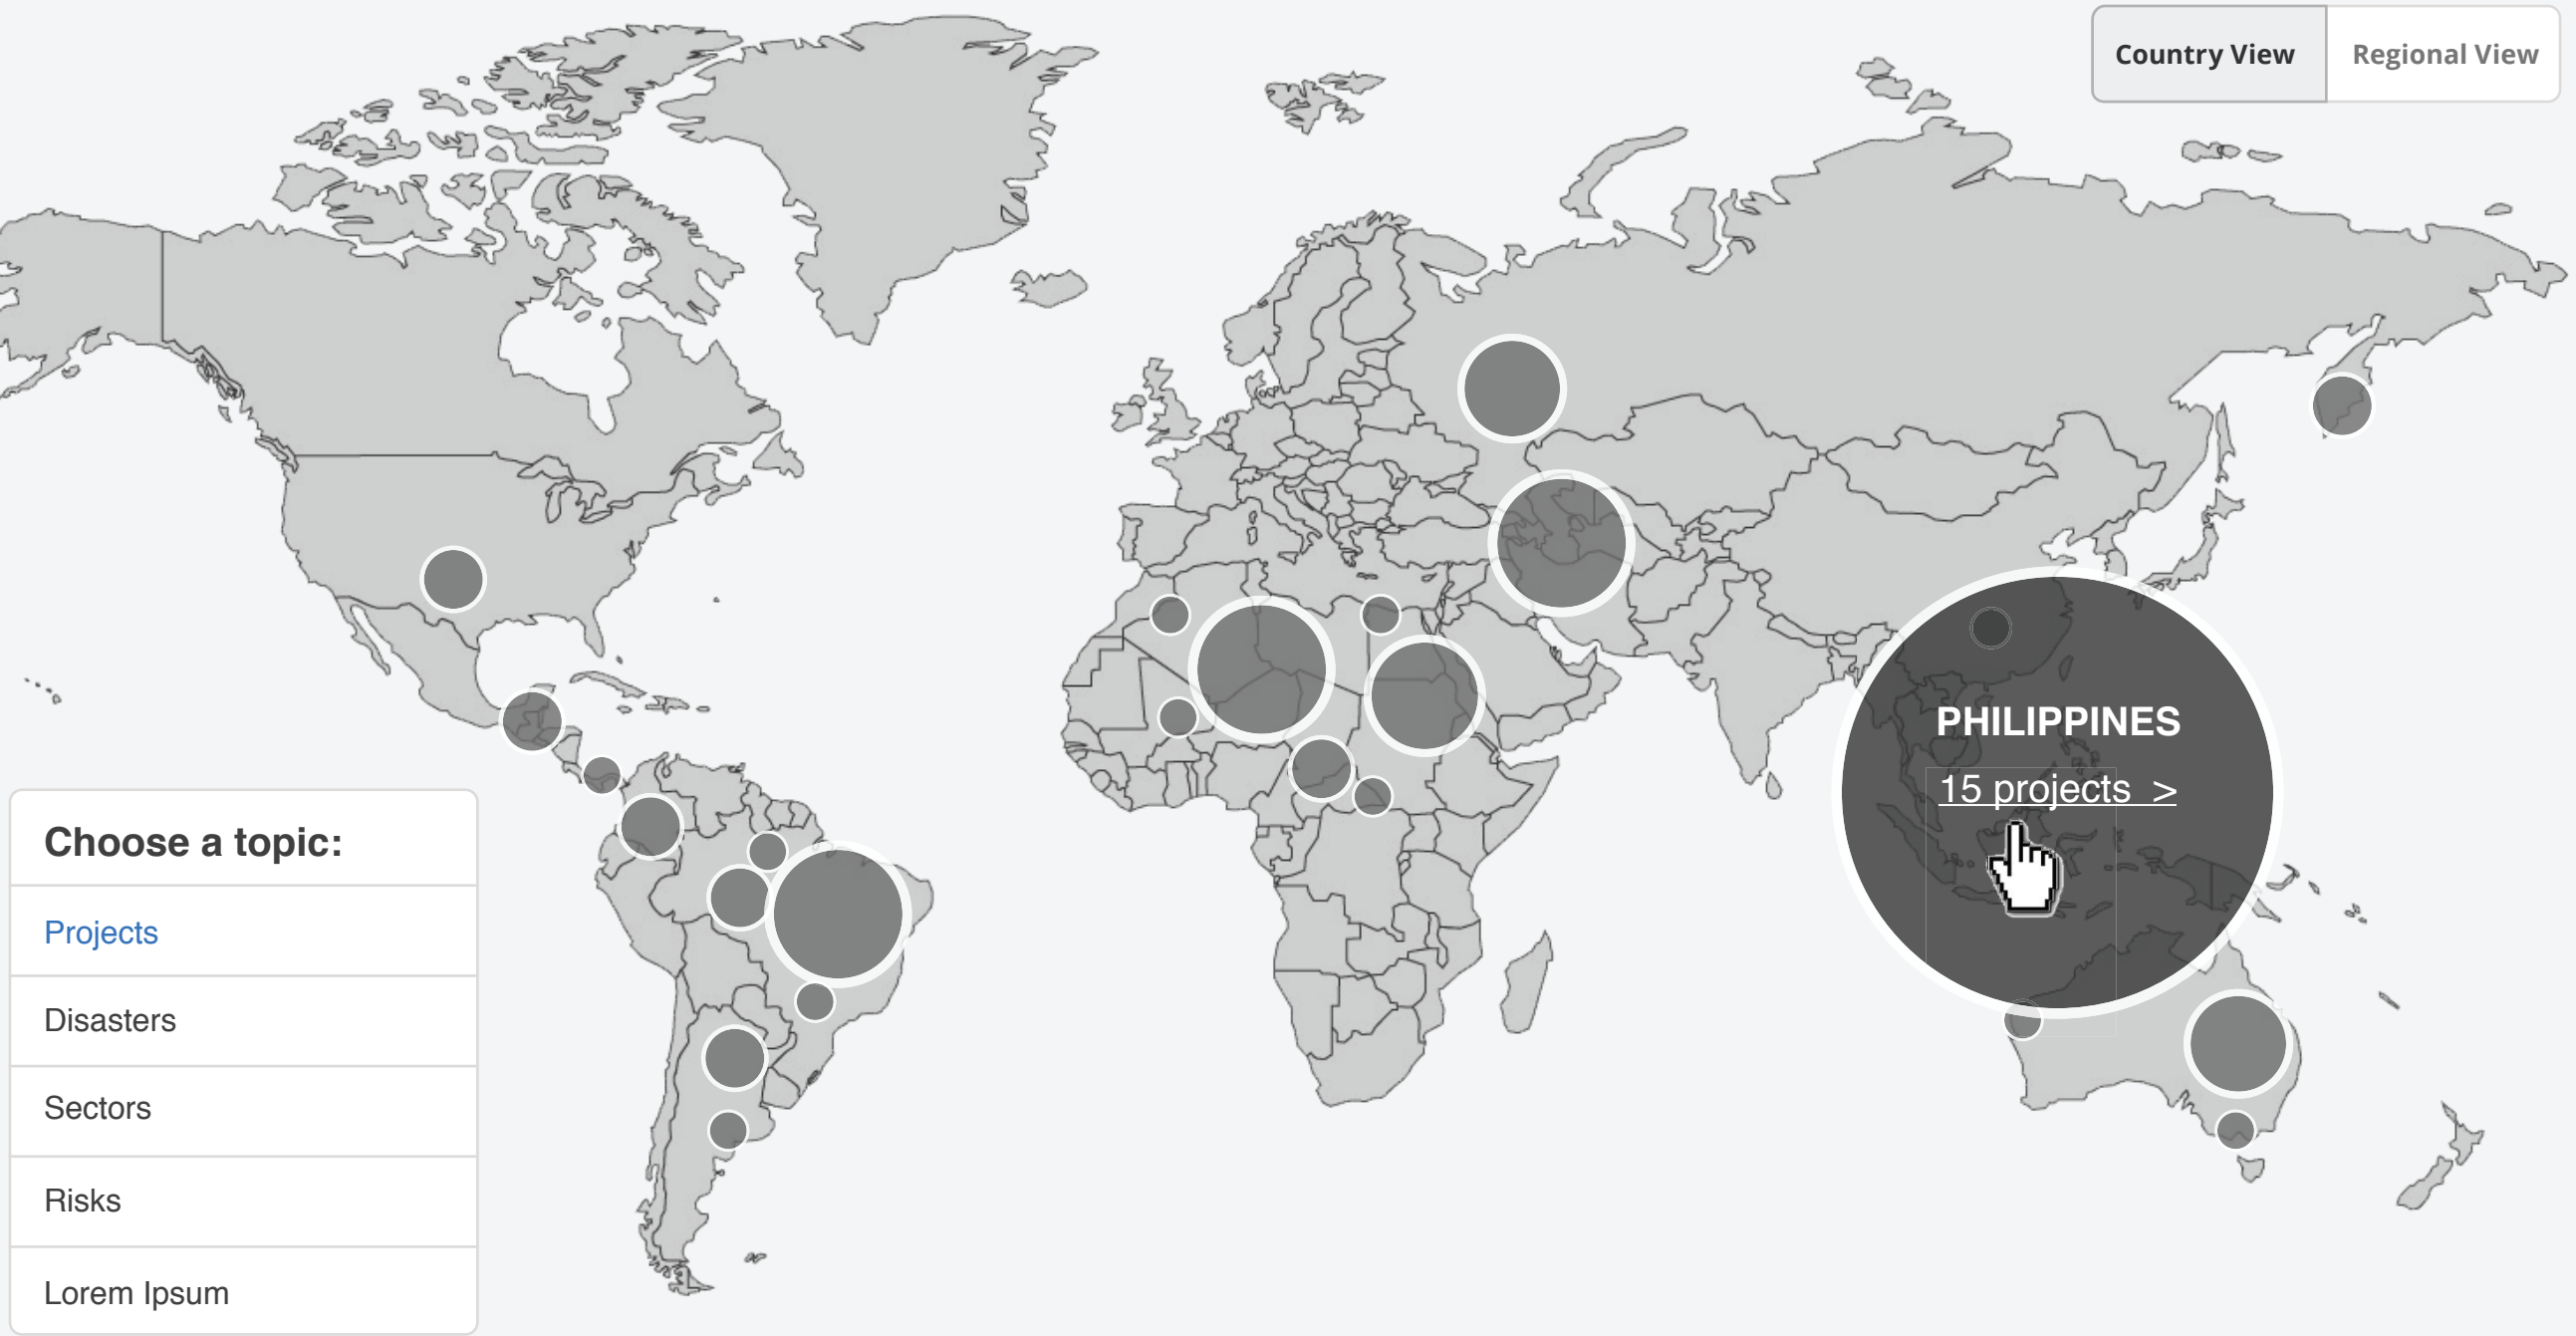 Country View
Regional View
PHILIPPINES
15 projects >
Choose a topic:
Projects
Disasters
Sectors
Risks
Lorem Ipsum